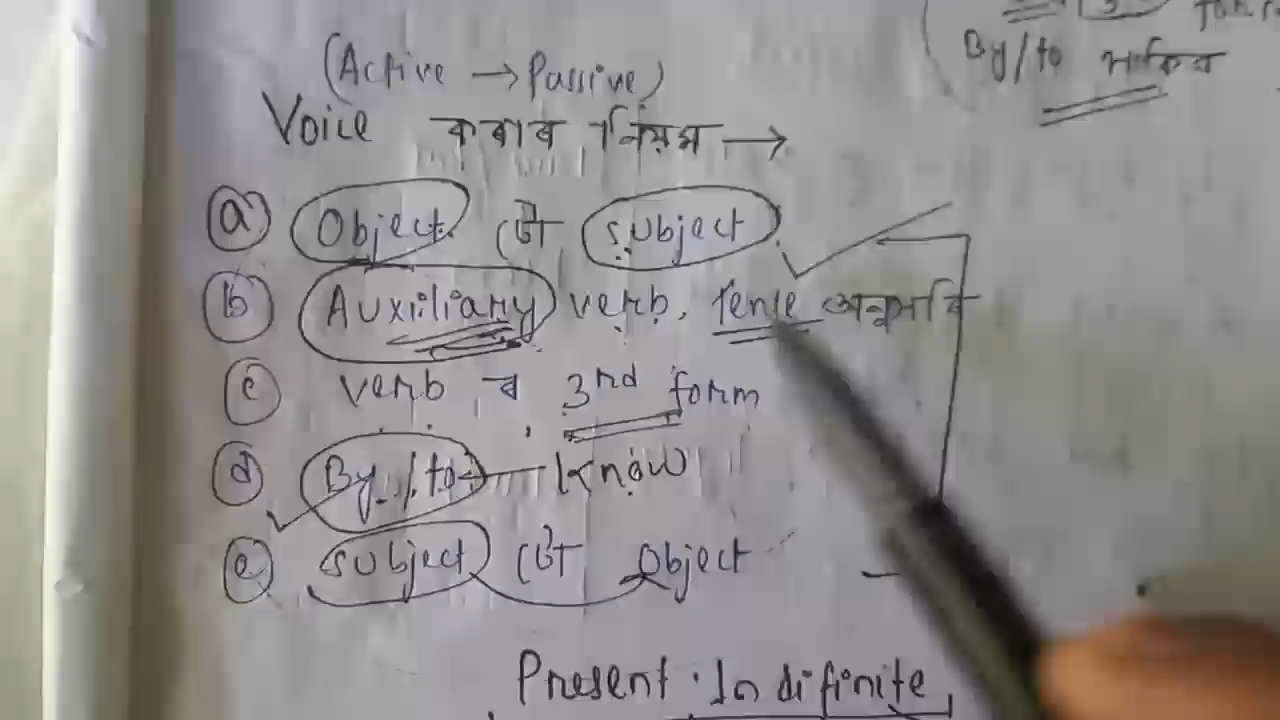 By/to থাকিব
(Active → Passive)
Voice কৰাৰ নিয়ম →
(a) Object টো subject
(b) Auxiliary verb, Tense অনুসৰি
(c) verb ৰ 3rd form
(d) By / to — Know
(e) subject টো Object
Present Indifinite